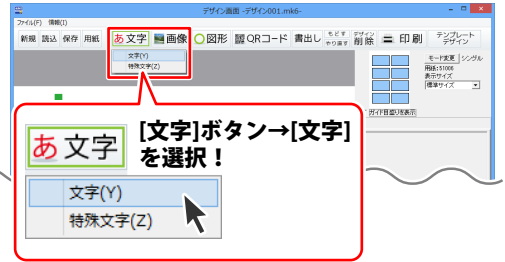 デザイン画面 -デザイン001.mk6-
ファイル(F) 情報(I)
新規 読込 保存 用紙 あ文字 画像 図形 QRコード 書出し もどす やり直す デザイン削除 印刷 テンプレートデザイン
文字(Y)
特殊文字(Z)
モード変更 シングル
用紙:51006
表示サイズ
標準サイズ
ガイド目盛りを表示
[文字]ボタン→[文字]
を選択！
あ文字
文字(Y)
特殊文字(Z)